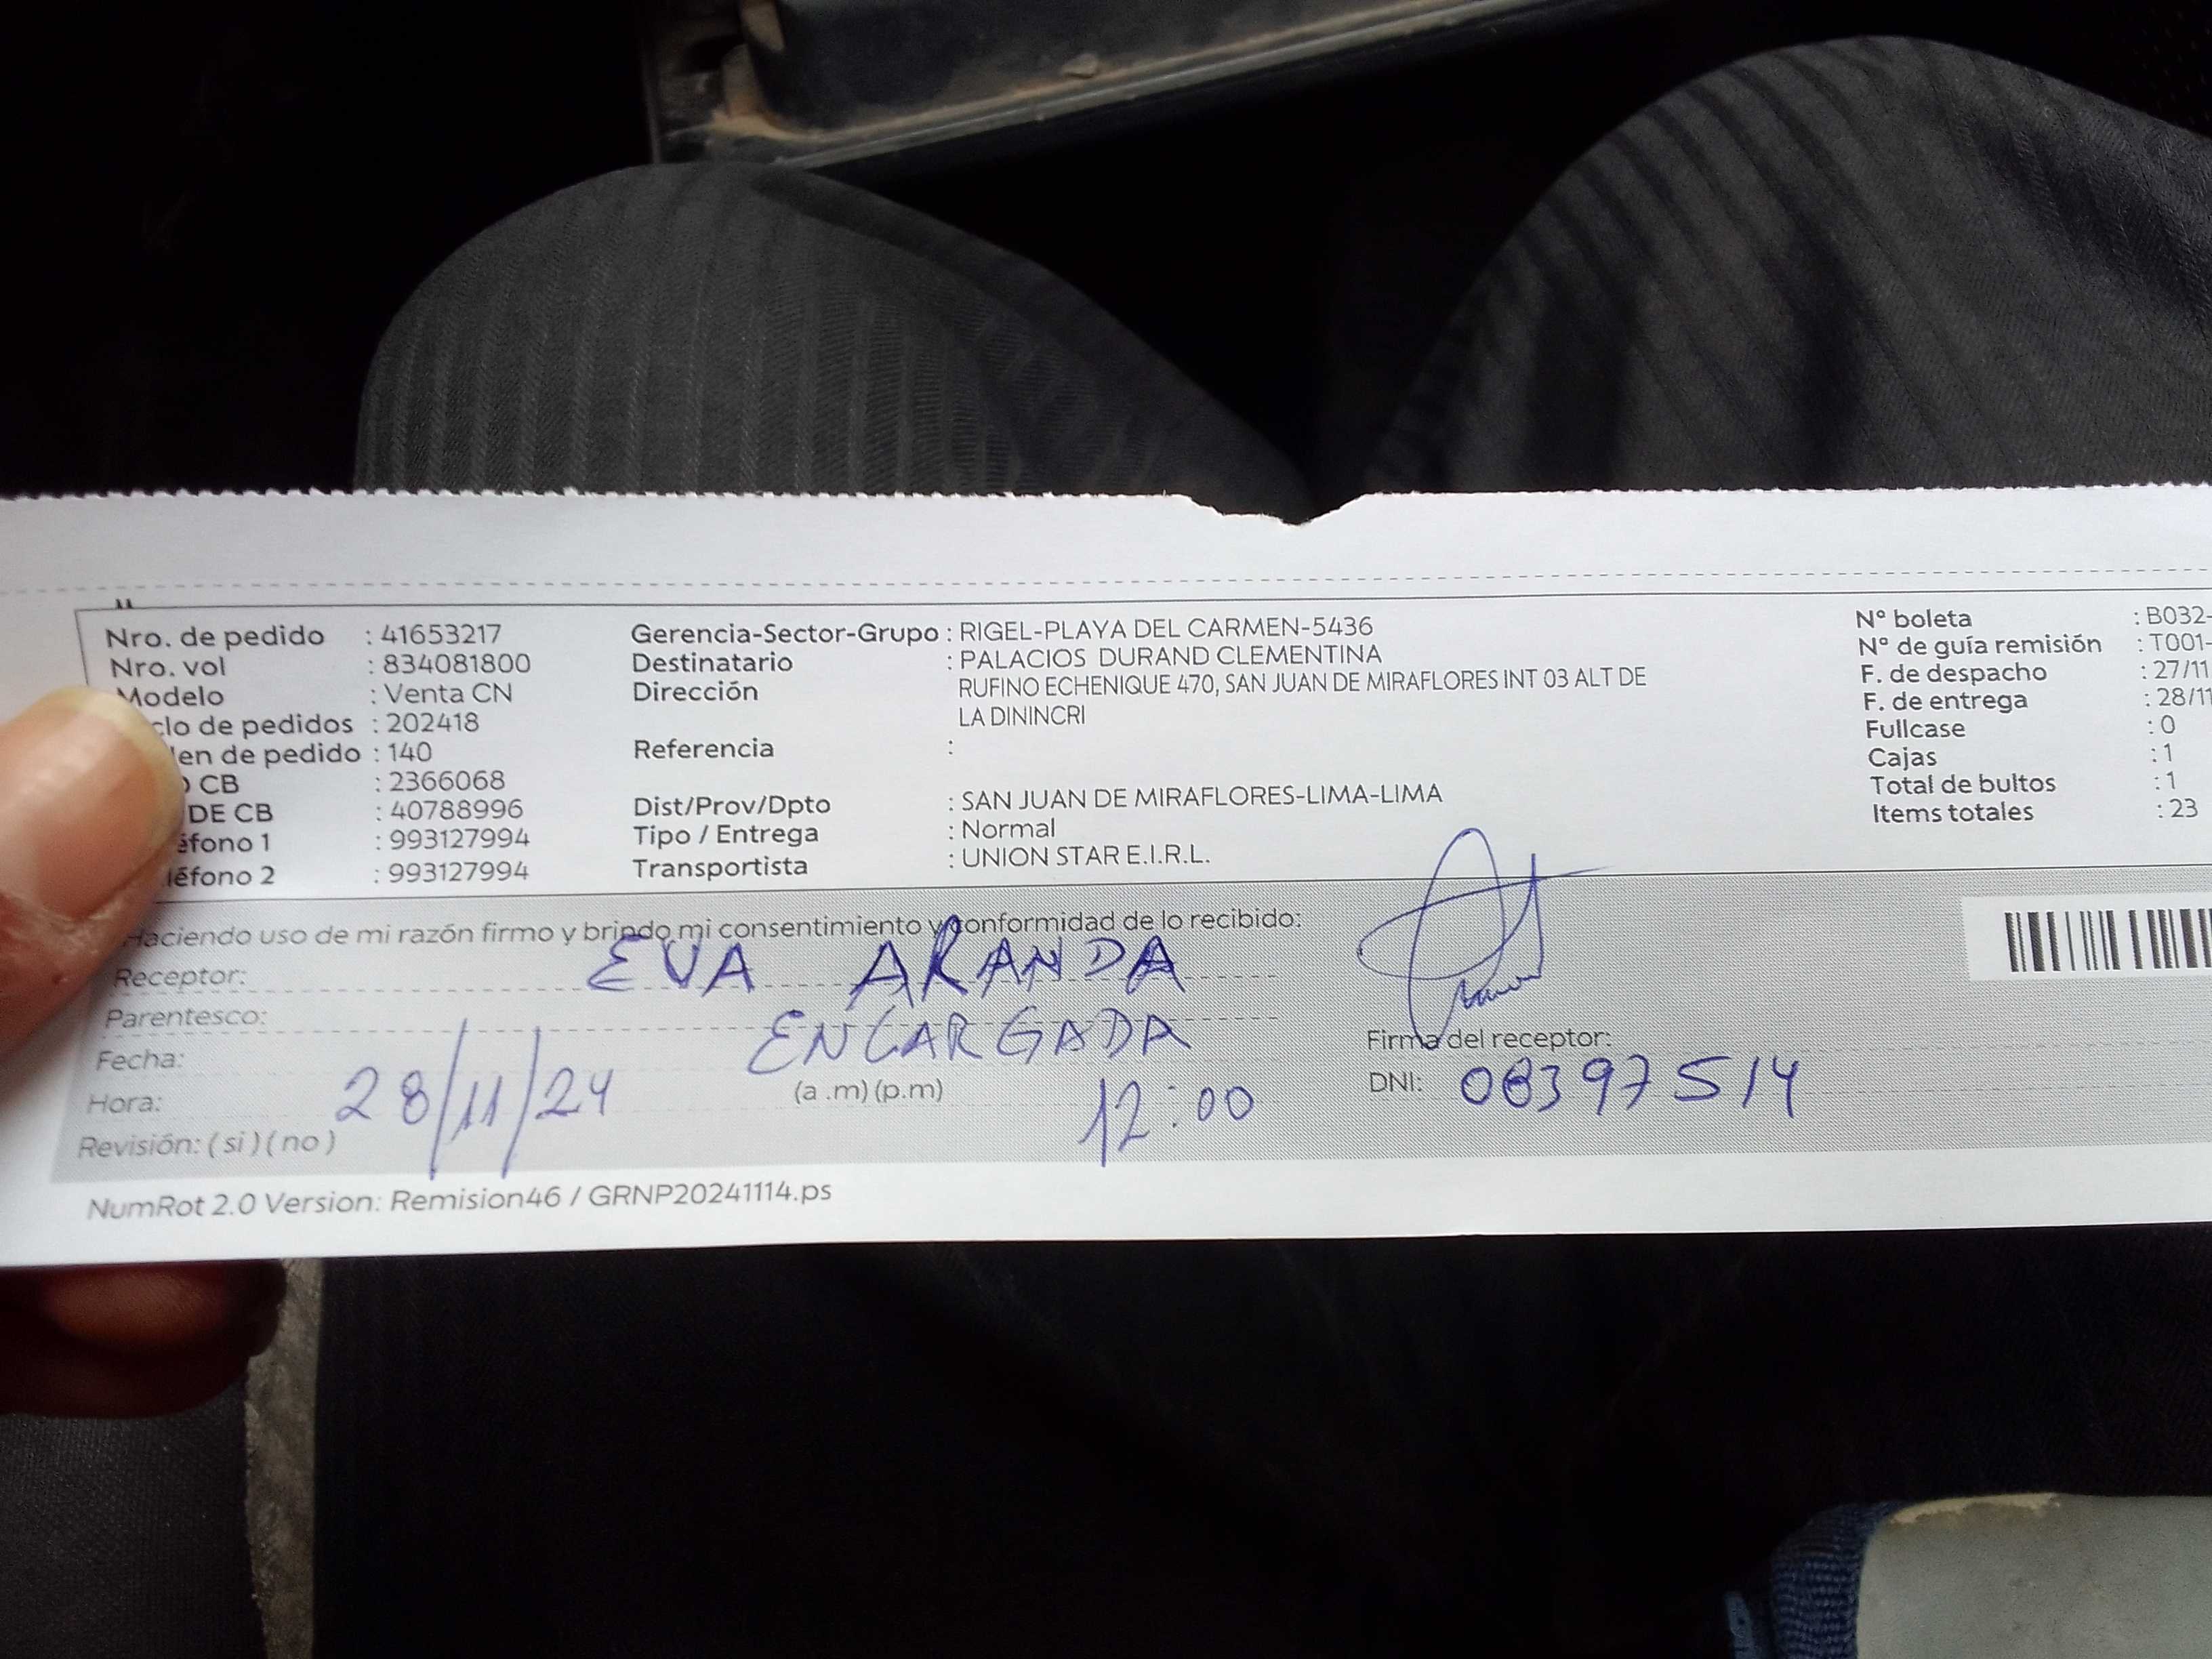 Nro. de pedido : 41653217
Nro. vol : 834081800
Modelo : Venta CN
clo de pedidos : 202418
en de pedido : 140
CB : 2366068
DE CB : 40788996
éfono 1 : 993127994
léfono 2 : 993127994
Gerencia-Sector-Grupo : RIGEL-PLAYA DEL CARMEN-5436
Destinatario : PALACIOS DURAND CLEMENTINA
Dirección RUFINO ECHENIQUE 470, SAN JUAN DE MIRAFLORES INT 03 ALT DE
LA DININCRI
Referencia :
Dist/Prov/Dpto : SAN JUAN DE MIRAFLORES-LIMA-LIMA
Tipo / Entrega : Normal
Transportista : UNION STAR E.I.R.L.
Nº boleta : B032-
Nº de guía remisión : T001-
F. de despacho : 27/11
F. de entrega : 28/11
Fullcase : 0
Cajas : 1
Total de bultos : 1
Items totales : 23
Haciendo uso de mi razón firmo y brindo mi consentimiento y conformidad de lo recibido:
Receptor: EVA ARANDA
Parentesco: ENCARGADA
Fecha: 28/11/24
Hora: (a .m) (p.m) 12:00
Revisión: ( si ) ( no )
Firma del receptor:
DNI: 08397514
NumRot 2.0 Version: Remision46 / GRNP20241114.ps